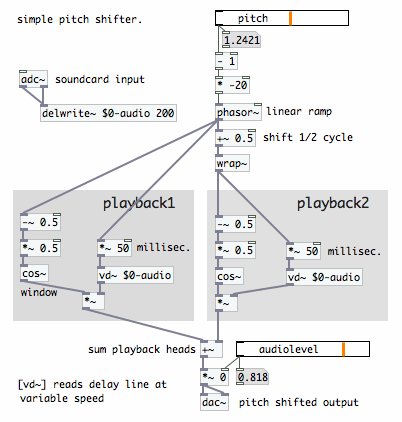 simple pitch shifter.
pitch
1.2421
- 1
* -20
adc~
soundcard input
delwrite~ $0-audio 200
phasor~
linear ramp
+~ 0.5
shift 1/2 cycle
wrap~
playback1
-~ 0.5
*~ 0.5
*~ 50
millisec.
cos~
vd~ $0-audio
window
*~
playback2
-~ 0.5
*~ 0.5
*~ 50
millisec.
cos~
vd~ $0-audio
*~
sum playback heads
+~
audiolevel
*~ 0
0.818
[vd~] reads delay line at
variable speed
dac~
pitch shifted output